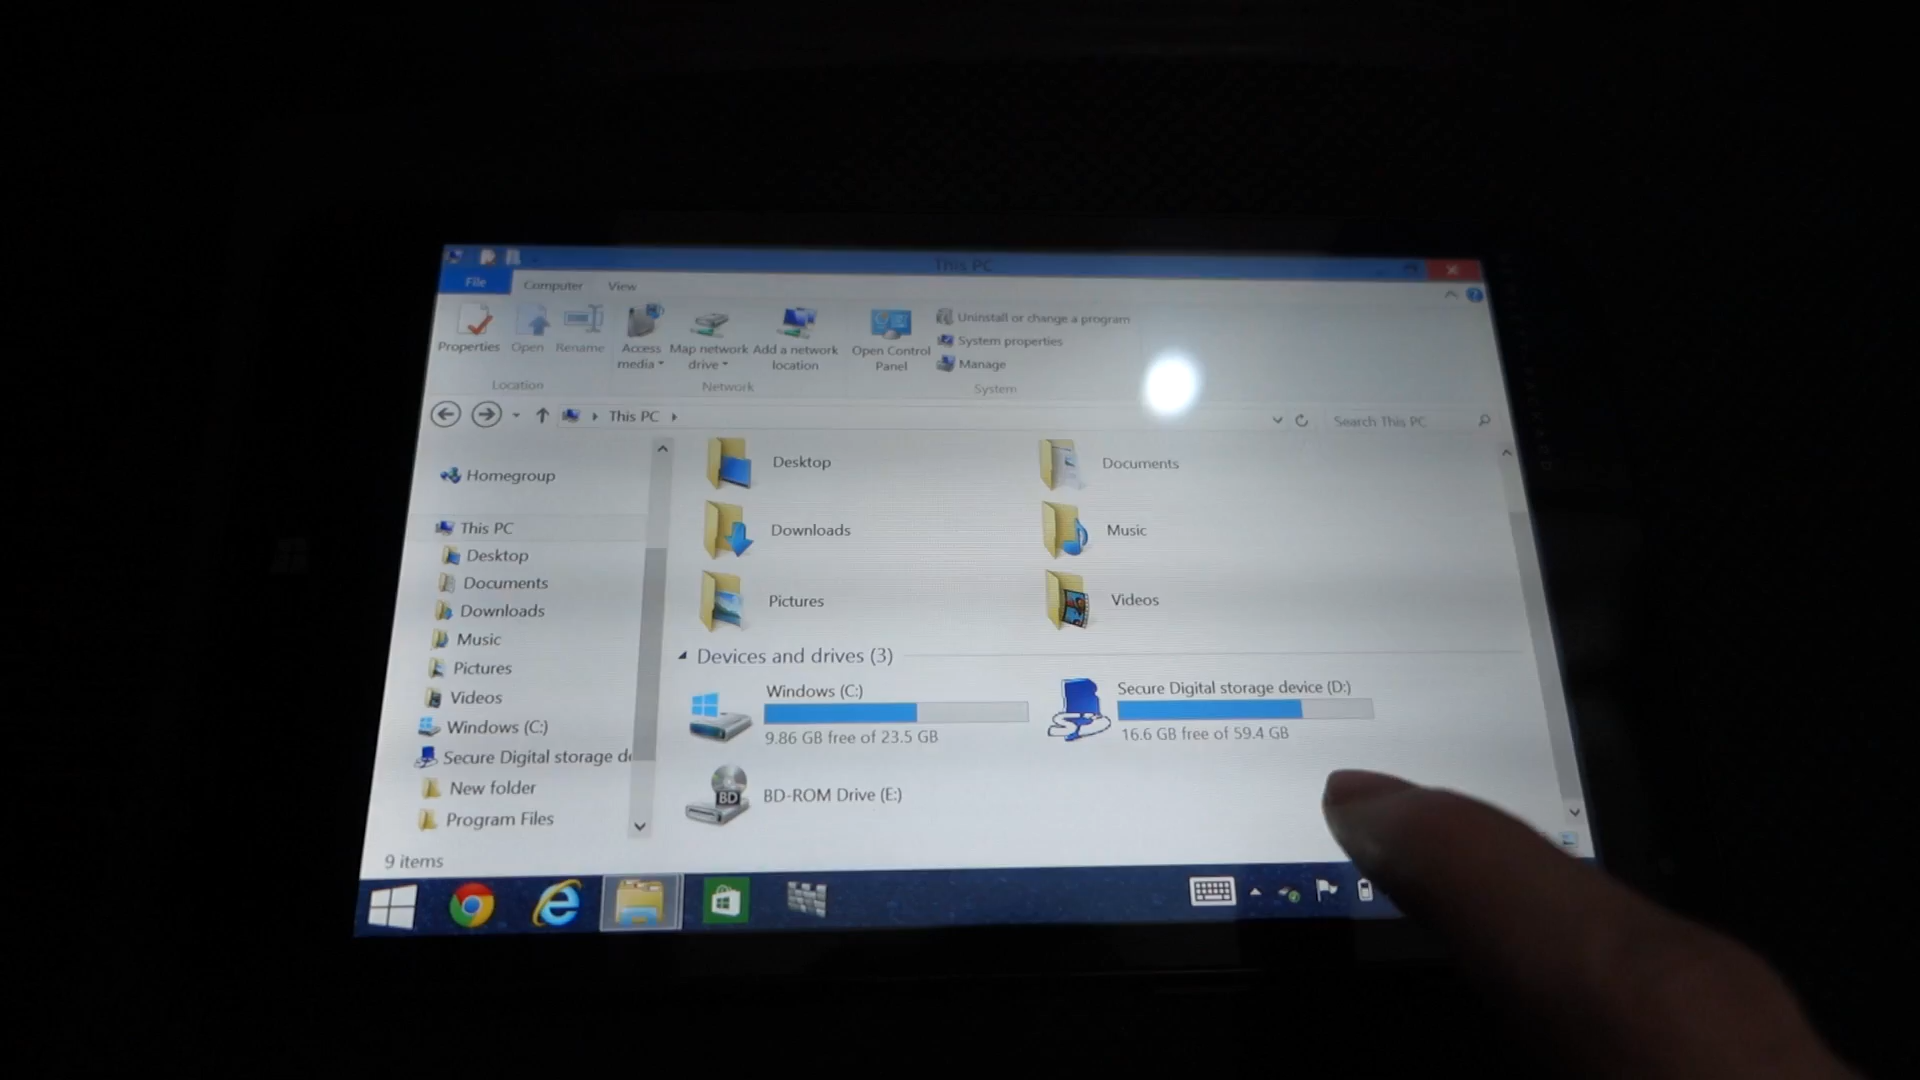 This PC
File Computer View
Properties Open Rename
Access media
Map network drive
Add a network location
Open Control Panel
Uninstall or change a program
System properties
Manage
Location Network System
This PC
Search This PC
Homegroup
This PC
Desktop
Documents
Downloads
Music
Pictures
Videos
Windows (C:)
Secure Digital storage de
New folder
Program Files
Desktop
Documents
Downloads
Music
Pictures
Videos
Devices and drives (3)
Windows (C:)
9.86 GB free of 23.5 GB
Secure Digital storage device (D:)
16.6 GB free of 59.4 GB
BD
BD-ROM Drive (E:)
9 items